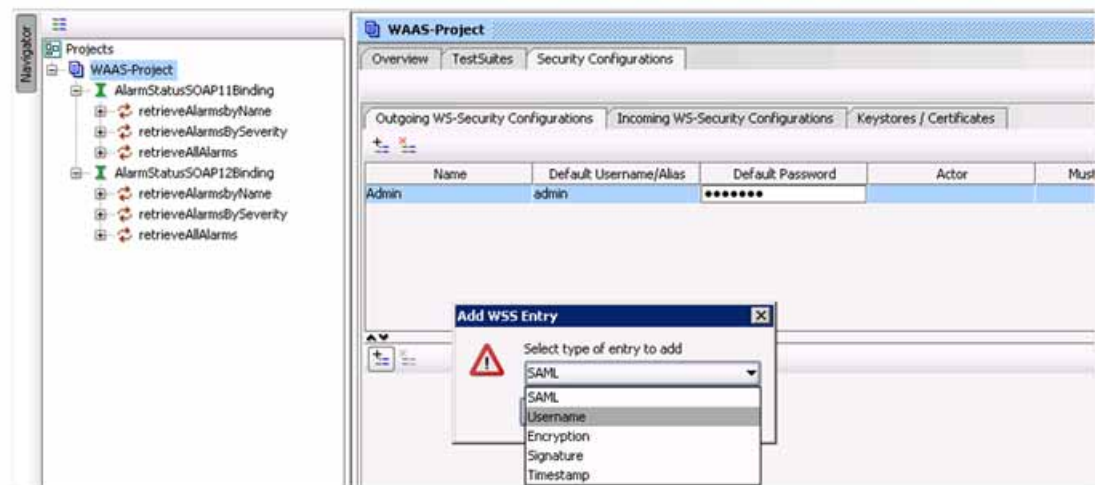 Navigator
Projects
WAAS-Project
AlarmStatusSOAP11Binding
retrieveAlarmsbyName
retrieveAlarmsBySeverity
retrieveAllAlarms
AlarmStatusSOAP12Binding
retrieveAlarmsbyName
retrieveAlarmsBySeverity
retrieveAllAlarms
WAAS-Project
Overview TestSuites Security Configurations
Outgoing WS-Security Configurations Incoming WS-Security Configurations Keystores / Certificates
Name Default Username/Alias Default Password Actor Must
Admin admin •••••••
Add WSS Entry
Select type of entry to add
SAML
SAML
Username
Encryption
Signature
Timestamp